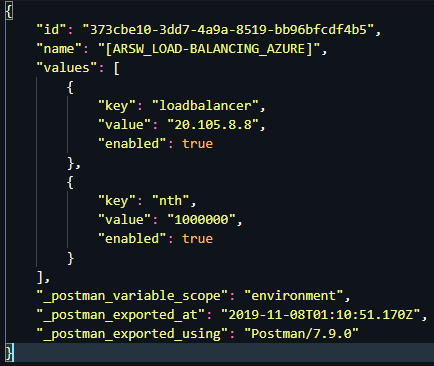 {
"id": "373cbe10-3dd7-4a9a-8519-bb96bfcdf4b5",
"name": "[ARSW_LOAD-BALANCING_AZURE]",
"values": [
{
"key": "loadbalancer",
"value": "20.105.8.8",
"enabled": true
},
{
"key": "nth",
"value": "1000000",
"enabled": true
}
],
"_postman_variable_scope": "environment",
"_postman_exported_at": "2019-11-08T01:10:51.170Z",
"_postman_exported_using": "Postman/7.9.0"
}